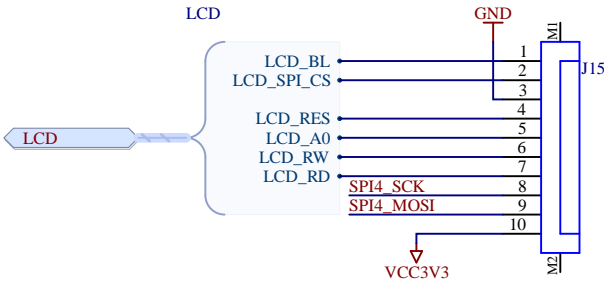 LCD
GND
M1
J15
LCD_BL
1
LCD_SPI_CS
2
3
LCD_RES
4
LCD
LCD_A0
5
LCD_RW
6
LCD_RD
7
SPI4_SCK
8
SPI4_MOSI
9
10
VCC3V3
M2